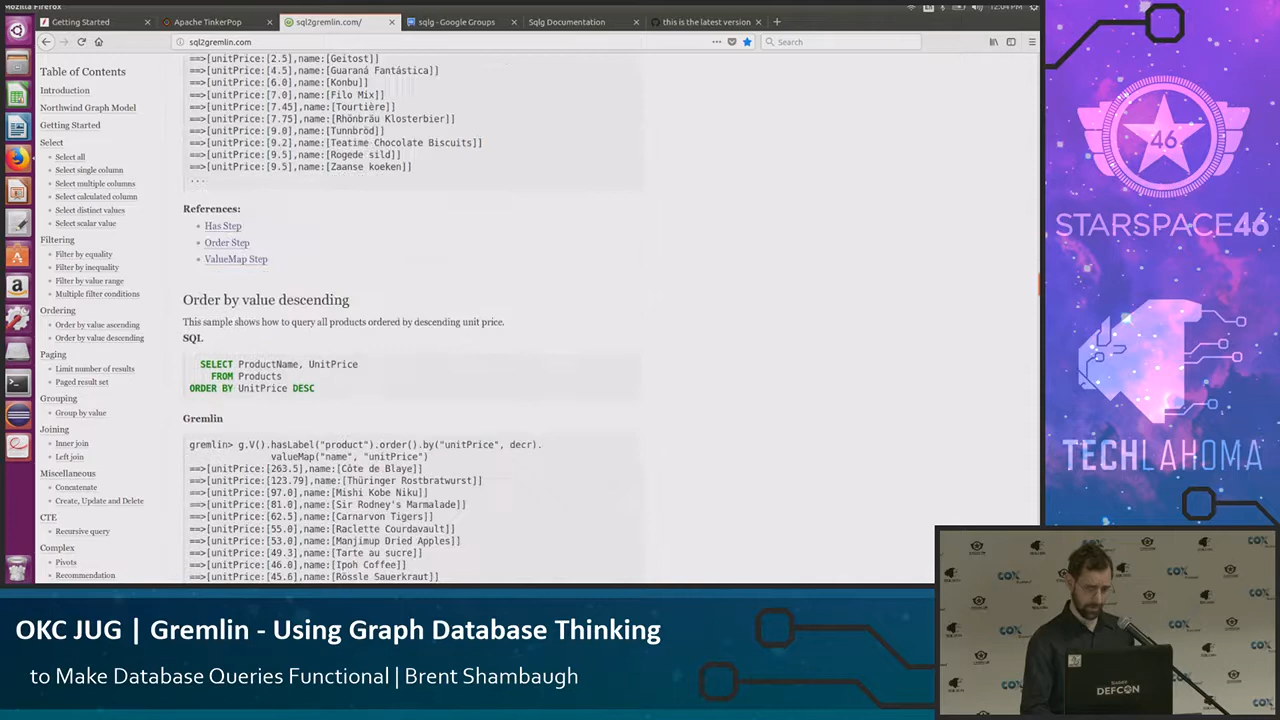 Mozilla Firefox
12:04 PM
Getting Started
Apache TinkerPop
sql2gremlin.com/
sqlg - Google Groups
Sqlg Documentation
this is the latest version
sql2gremlin.com
Search
Table of Contents
Introduction
Northwind Graph Model
Getting Started
Select
Select all
Select single column
Select multiple columns
Select calculated column
Select distinct values
Select scalar value
Filtering
Filter by equality
Filter by inequality
Filter by value range
Multiple filter conditions
Ordering
Order by value ascending
Order by value descending
Paging
Limit number of results
Paged result set
Grouping
Group by value
Joining
Inner join
Left join
Miscellaneous
Concatenate
Create, Update and Delete
CTE
Recursive query
Complex
Pivots
Recommendation
==>[unitPrice:[2.5],name:[Geitost]]
==>[unitPrice:[4.5],name:[Guaraná Fantástica]]
==>[unitPrice:[6.0],name:[Konbu]]
==>[unitPrice:[7.0],name:[Filo Mix]]
==>[unitPrice:[7.45],name:[Tourtière]]
==>[unitPrice:[7.75],name:[Rhönbräu Klosterbier]]
==>[unitPrice:[9.0],name:[Tunnbröd]]
==>[unitPrice:[9.2],name:[Teatime Chocolate Biscuits]]
==>[unitPrice:[9.5],name:[Rogede sild]]
==>[unitPrice:[9.5],name:[Zaanse koeken]]
...
References:
Has Step
Order Step
ValueMap Step
Order by value descending
This sample shows how to query all products ordered by descending unit price.
SQL
SELECT ProductName, UnitPrice
FROM Products
ORDER BY UnitPrice DESC
Gremlin
gremlin> g.V().hasLabel("product").order().by("unitPrice", decr).
valueMap("name", "unitPrice")
==>[unitPrice:[263.5],name:[Côte de Blaye]]
==>[unitPrice:[123.79],name:[Thüringer Rostbratwurst]]
==>[unitPrice:[97.0],name:[Mishi Kobe Niku]]
==>[unitPrice:[81.0],name:[Sir Rodney's Marmalade]]
==>[unitPrice:[62.5],name:[Carnarvon Tigers]]
==>[unitPrice:[55.0],name:[Raclette Courdavault]]
==>[unitPrice:[53.0],name:[Manjimup Dried Apples]]
==>[unitPrice:[49.3],name:[Tarte au sucre]]
==>[unitPrice:[46.0],name:[Ipoh Coffee]]
==>[unitPrice:[45.6],name:[Rössle Sauerkraut]]
46
STARSPACE46
TECHLAHOMA
COX
COX
COX
DEFCON
OKC JUG | Gremlin - Using Graph Database Thinking
to Make Database Queries Functional | Brent Shambaugh